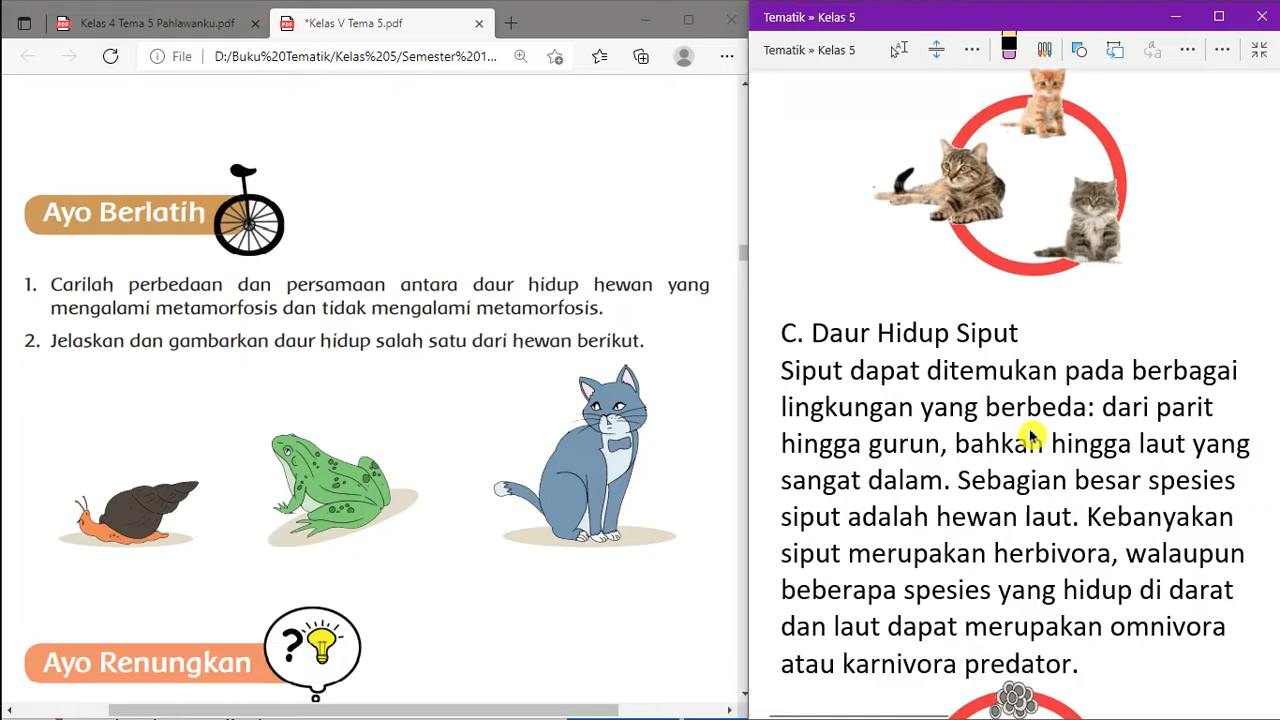 Kelas 4 Tema 5 Pahlawanku.pdf
*Kelas V Tema 5.pdf
File
D:/Buku%20Tematik/Kelas%205/Semester%201...
Ayo Berlatih
1. Carilah perbedaan dan persamaan antara daur hidup hewan yang
mengalami metamorfosis dan tidak mengalami metamorfosis.
2. Jelaskan dan gambarkan daur hidup salah satu dari hewan berikut.
?
Ayo Renungkan
Tematik » Kelas 5
Tematik » Kelas 5
C. Daur Hidup Siput
Siput dapat ditemukan pada berbagai
lingkungan yang berbeda: dari parit
hingga gurun, bahkan hingga laut yang
sangat dalam. Sebagian besar spesies
siput adalah hewan laut. Kebanyakan
siput merupakan herbivora, walaupun
beberapa spesies yang hidup di darat
dan laut dapat merupakan omnivora
atau karnivora predator.